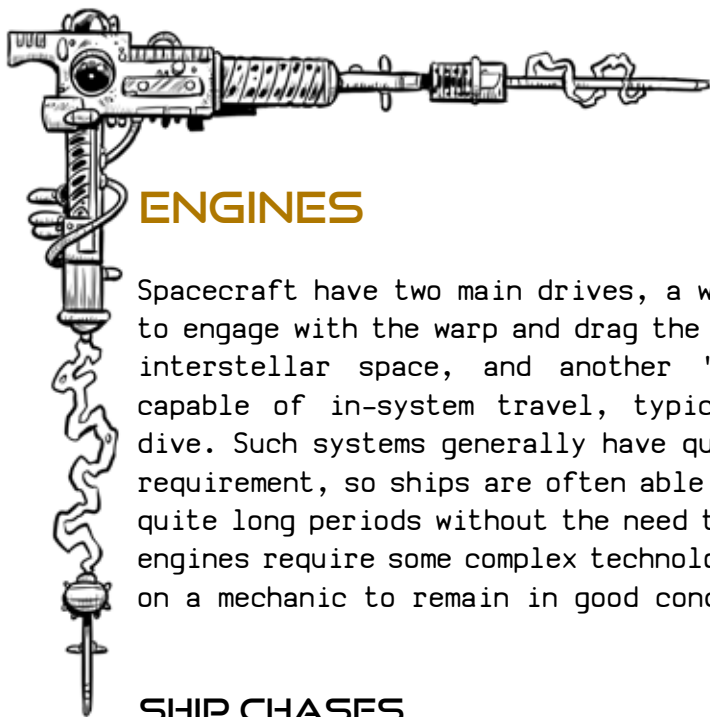 ENGINES
Spacecraft have two main drives, a w
to engage with the warp and drag the
interstellar space, and another "
capable of in-system travel, typic
dive. Such systems generally have qu
requirement, so ships are often able
quite long periods without the need t
engines require some complex technolo
on a mechanic to remain in good cond
SHIP CHASES